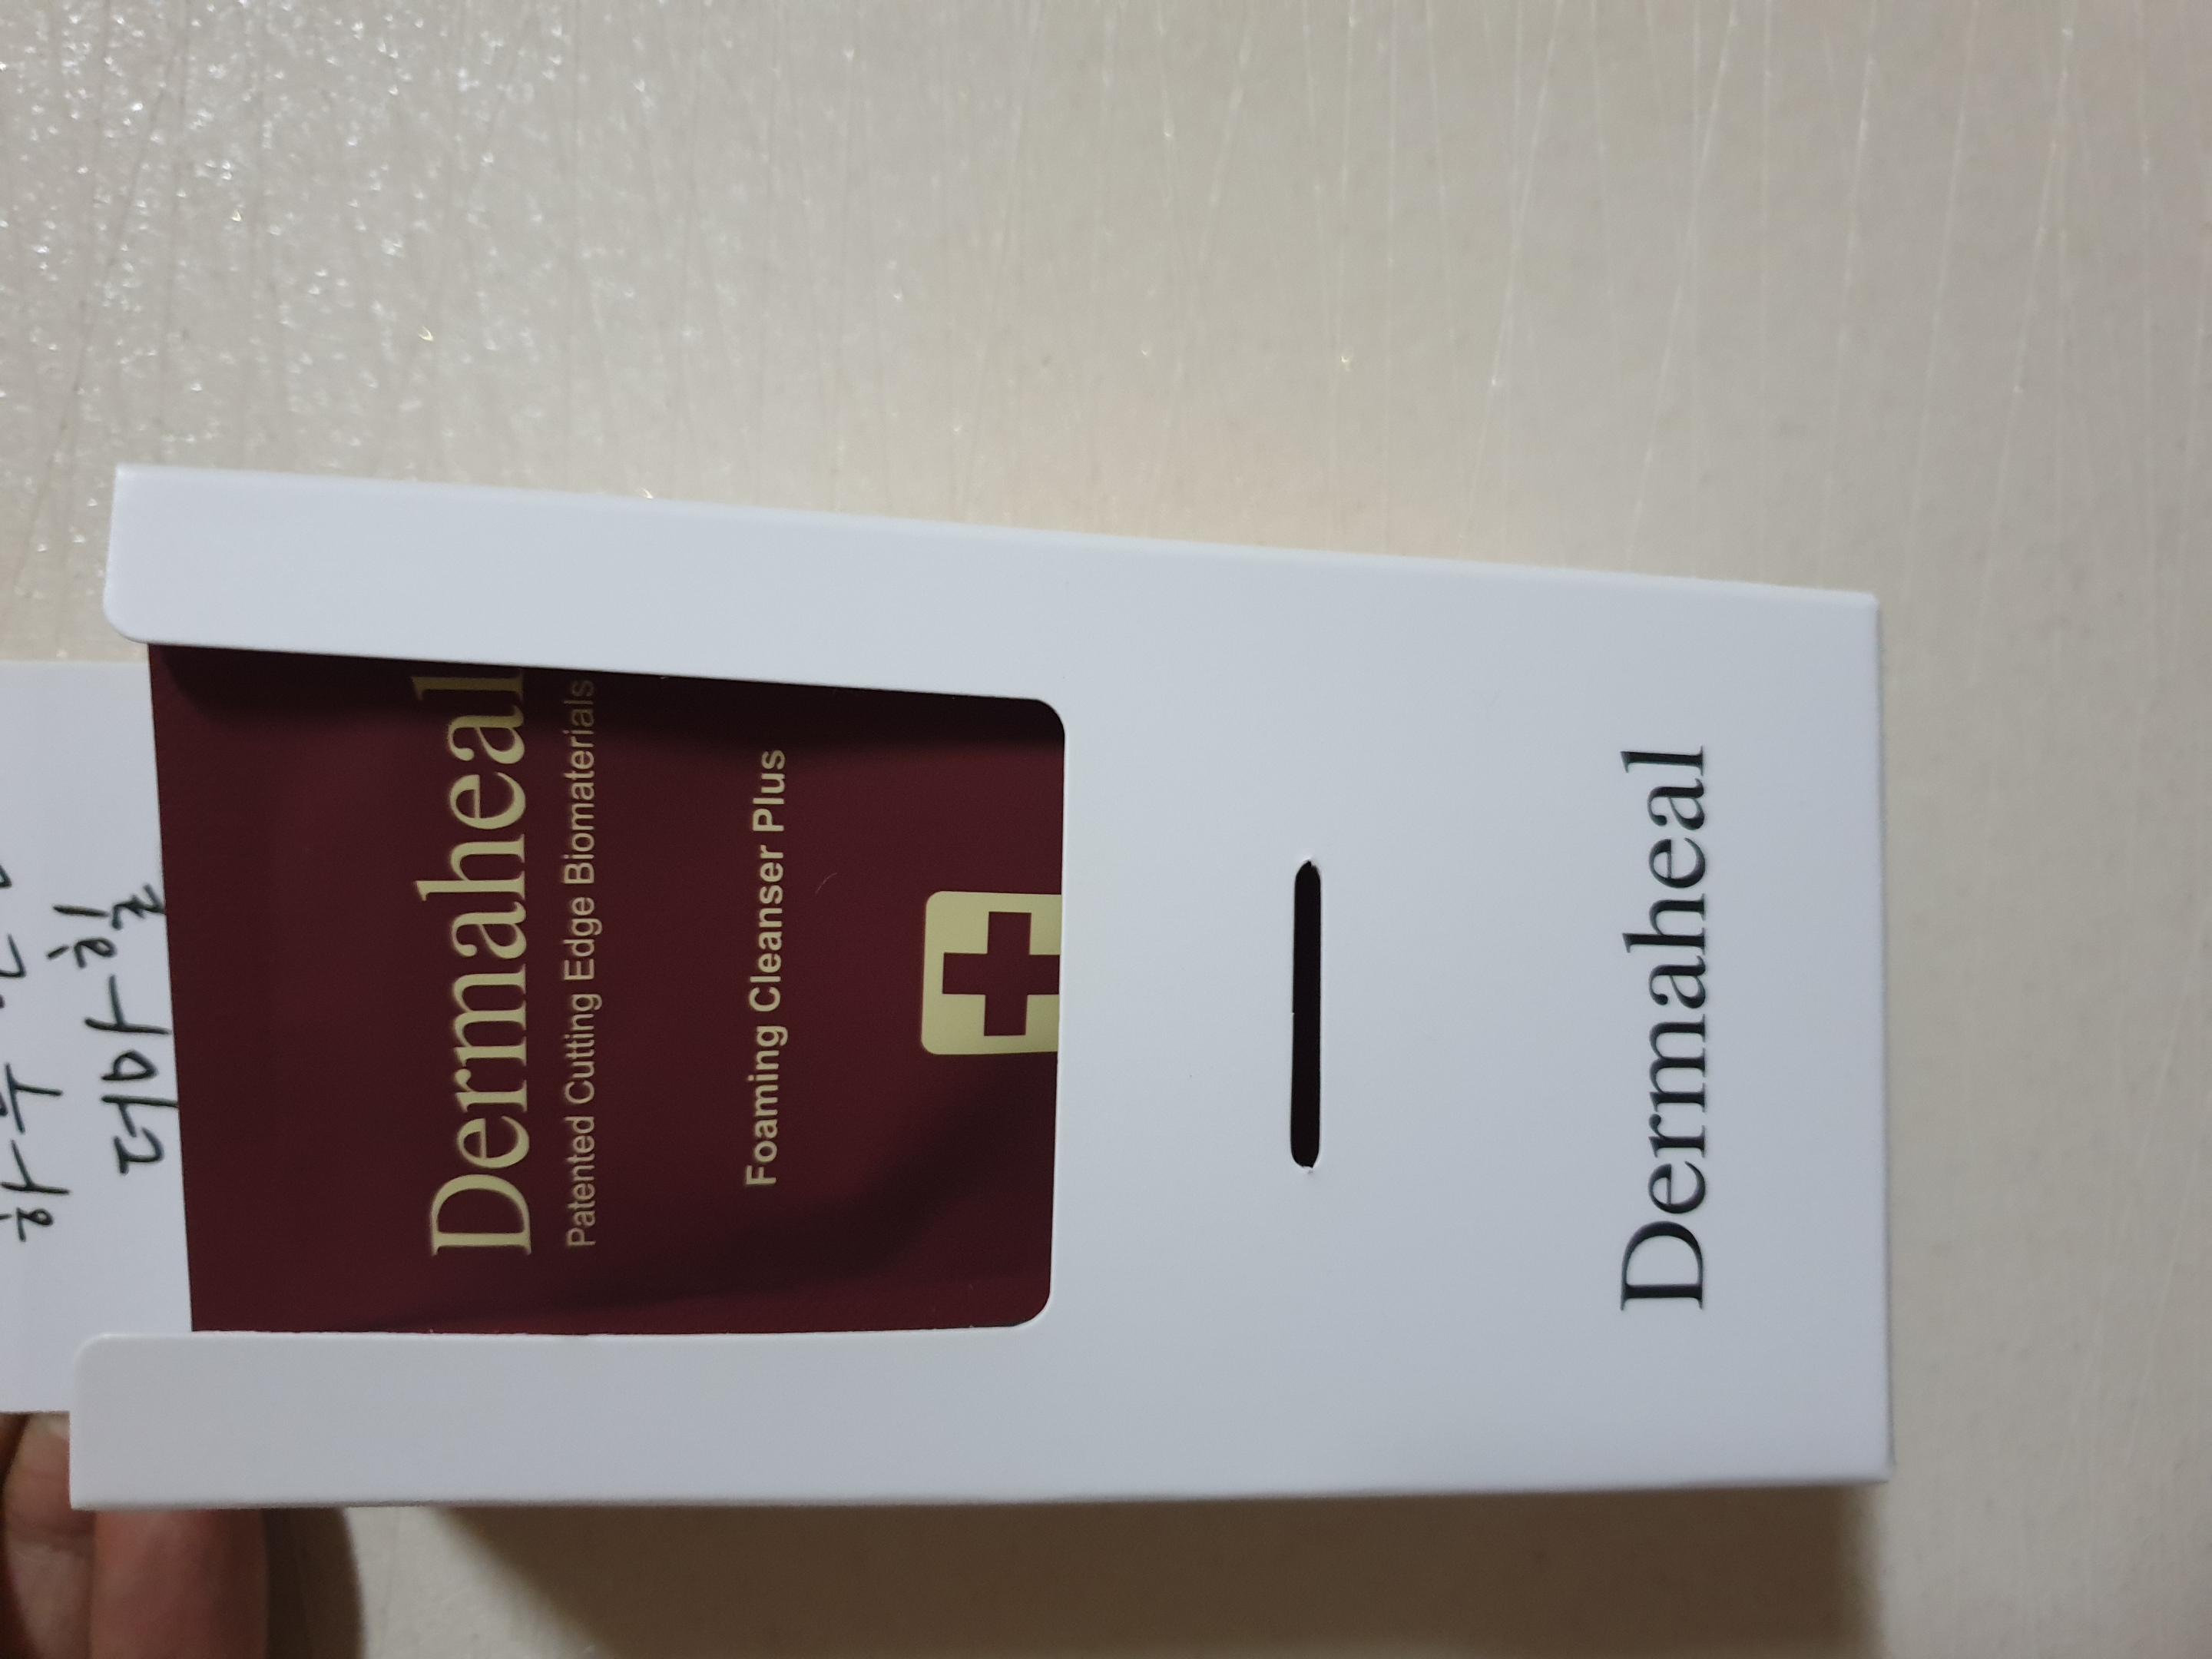 Dermaheal
Patented Cutting Edge Biomaterials
Foaming Cleanser Plus
Dermaheal